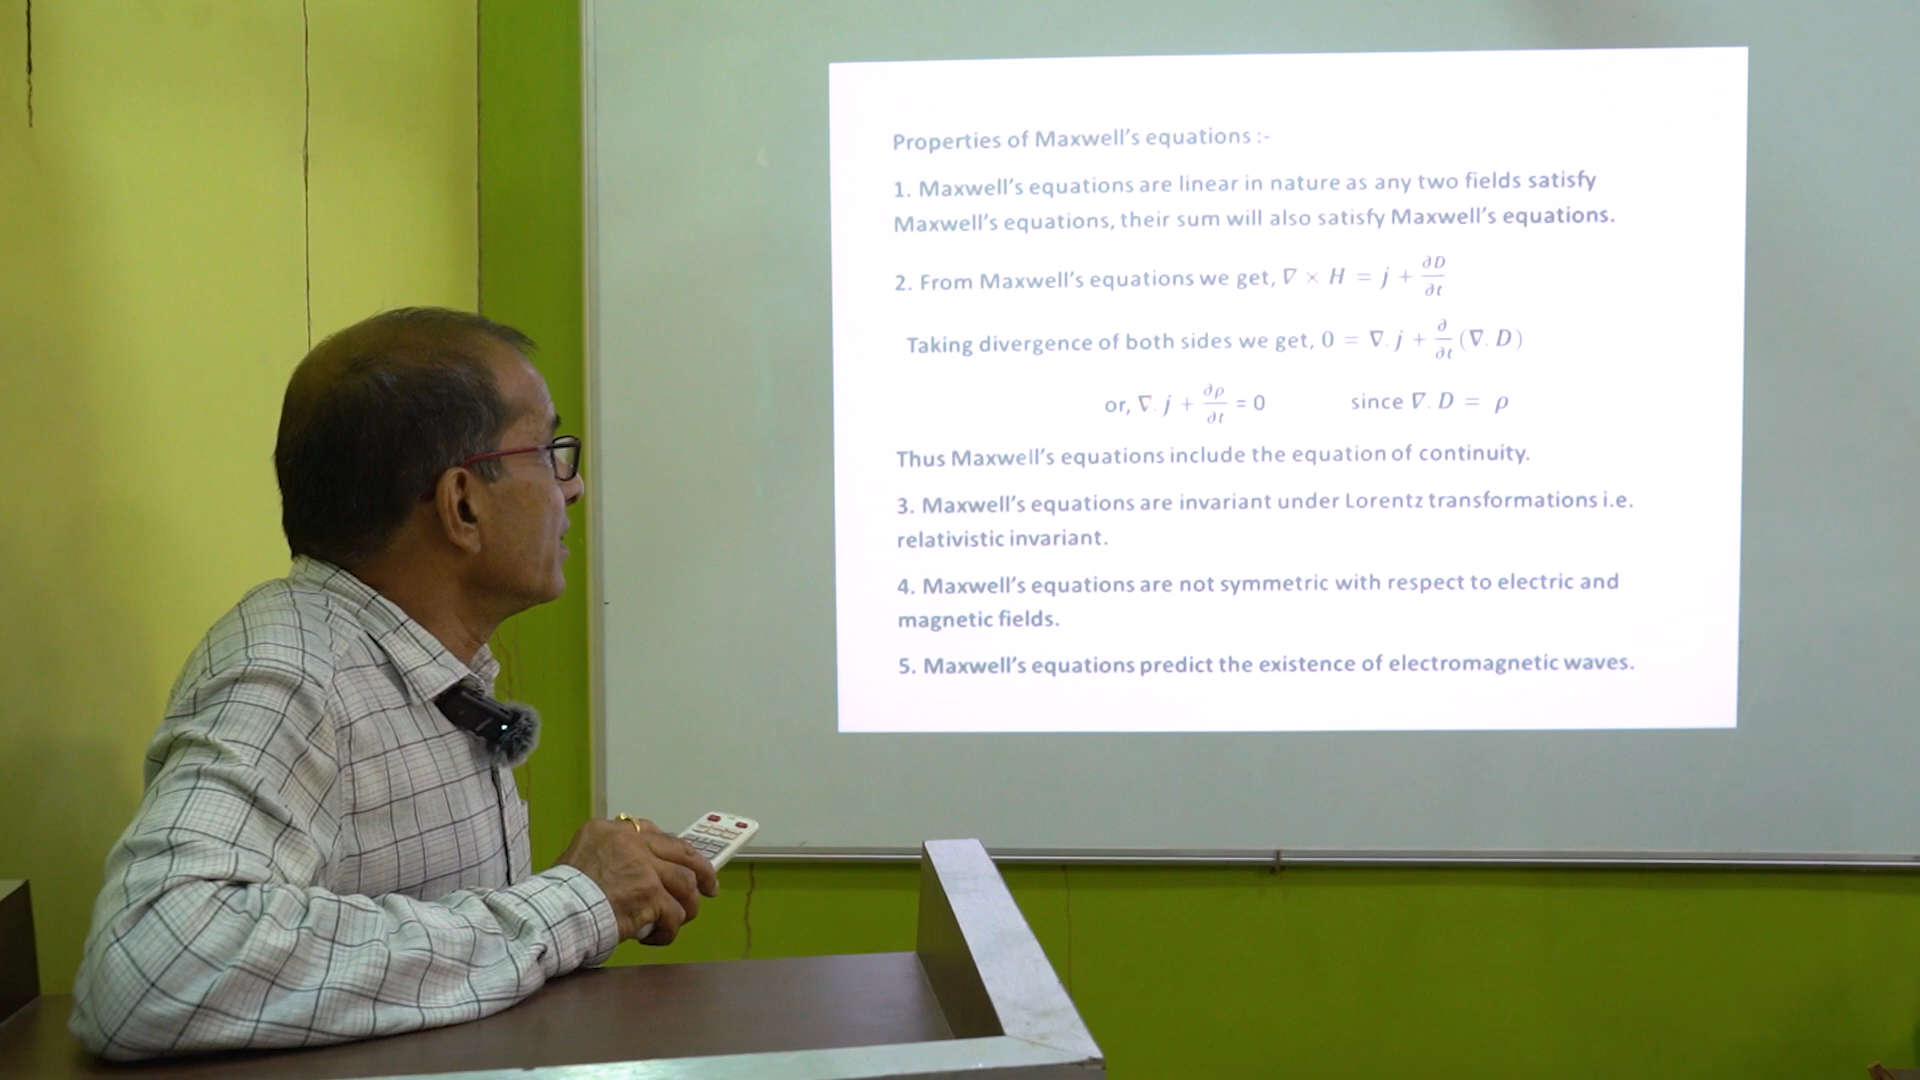 Properties of Maxwell's equations :-
1. Maxwell's equations are linear in nature as any two fields satisfy
Maxwell's equations, their sum will also satisfy Maxwell's equations.
2. From Maxwell's equations we get, ∇ × H = j + ∂D/∂t
Taking divergence of both sides we get, 0 = ∇. j + ∂/∂t (∇. D)
or, ∇. j + ∂ρ/∂t = 0 since ∇. D = ρ
Thus Maxwell's equations include the equation of continuity.
3. Maxwell's equations are invariant under Lorentz transformations i.e.
relativistic invariant.
4. Maxwell's equations are not symmetric with respect to electric and
magnetic fields.
5. Maxwell's equations predict the existence of electromagnetic waves.